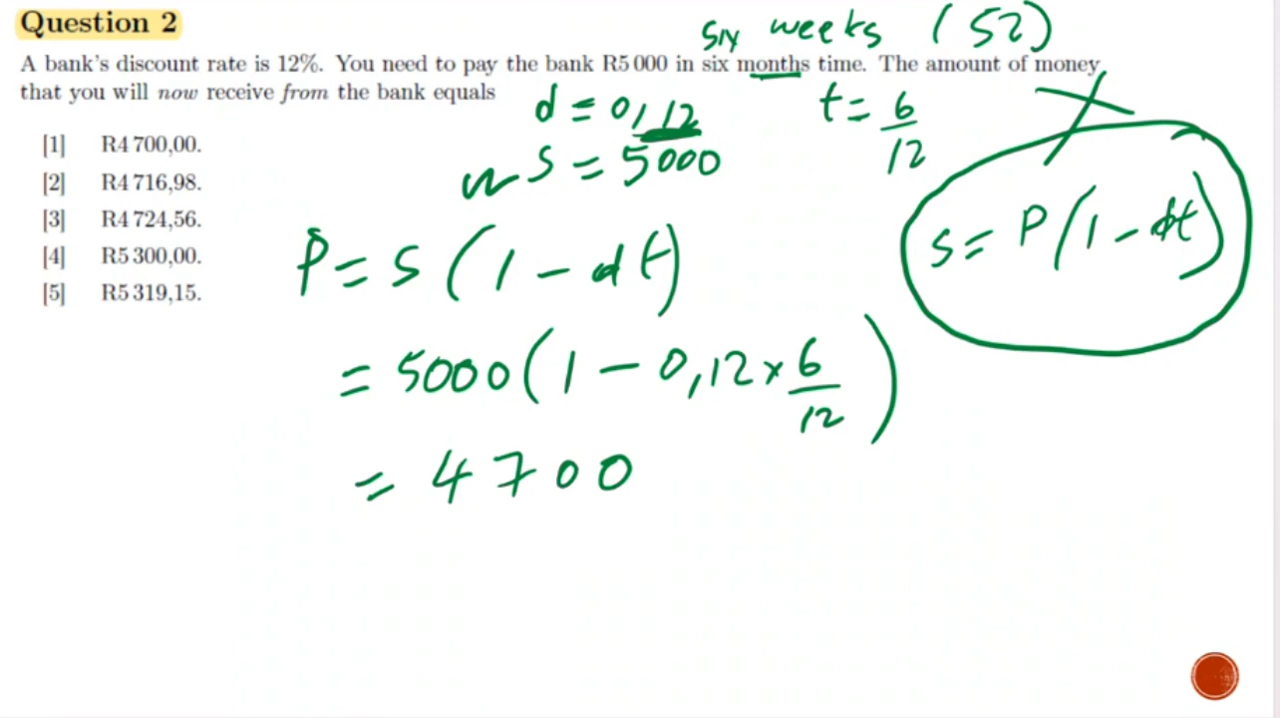 Question 2
six weeks (52)
A bank's discount rate is 12%. You need to pay the bank R5 000 in six months time. The amount of money
that you will now receive from the bank equals
d = 0,12
t = 6/12
S = 5000
[1] R4 700,00.
[2] R4 716,98.
[3] R4 724,56.
[4] R5 300,00.
[5] R5 319,15.
P = S (1 - dt)
S = P (1 - dt)
= 5000 (1 - 0,12 × 6/12)
= 4700